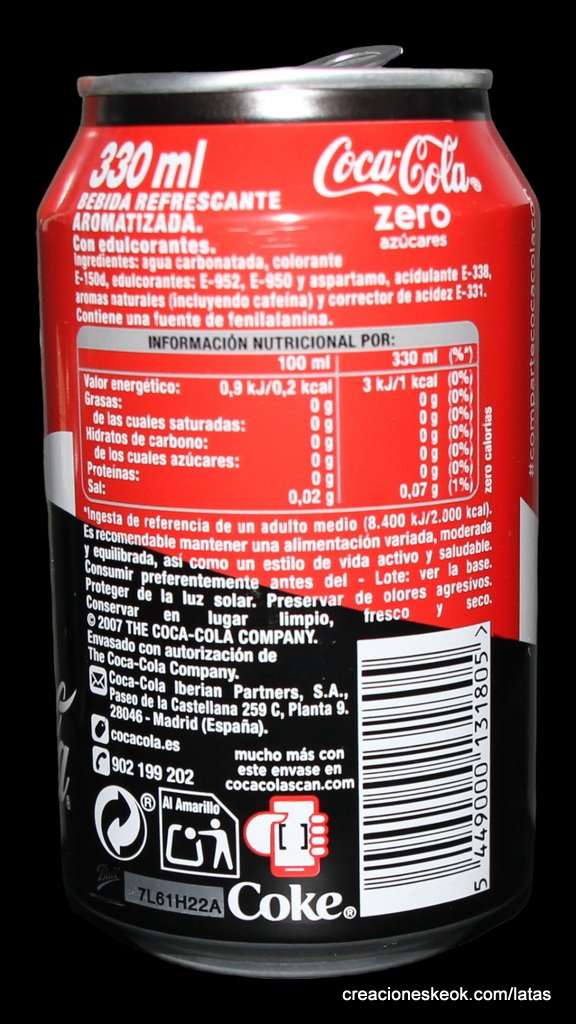 330 ml
BEBIDA REFRESCANTE
AROMATIZADA.
Con edulcorantes.
Coca-Cola®
zero
azúcares
Ingredientes: agua carbonatada, colorante
E-150d, edulcorantes: E-952, E-950 y aspartamo, acidulante E-338,
aromas naturales (incluyendo cafeína) y corrector de acidez E-331.
Contiene una fuente de fenilalanina.
INFORMACIÓN NUTRICIONAL POR:
100 ml 330 ml (%*)
Valor energético: 0,9 kJ/0,2 kcal 3 kJ/1 kcal (0%)
Grasas: 0 g 0 g (0%)
de las cuales saturadas: 0 g 0 g (0%)
Hidratos de carbono: 0 g 0 g (0%)
de los cuales azúcares: 0 g 0 g (0%)
Proteínas: 0 g 0 g (0%)
Sal: 0,02 g 0,07 g (1%)
zero calorías
*Ingesta de referencia de un adulto medio (8.400 kJ/2.000 kcal).
Es recomendable mantener una alimentación variada, moderada
y equilibrada, así como un estilo de vida activo y saludable.
Consumir preferentemente antes del - Lote: ver la base.
Proteger de la luz solar. Preservar de olores agresivos.
Conservar en lugar limpio, fresco y seco.
© 2007 THE COCA-COLA COMPANY.
Envasado con autorización de
The Coca-Cola Company.
Coca-Cola Iberian Partners, S.A.,
Paseo de la Castellana 259 C, Planta 9.
28046 - Madrid (España).
cocacola.es
902 199 202
mucho más con
este envase en
cocacolascan.com
®
Al Amarillo
Ball
7L61H22A
Coke®
5 449000 131805 >
creacioneskeok.com/latas